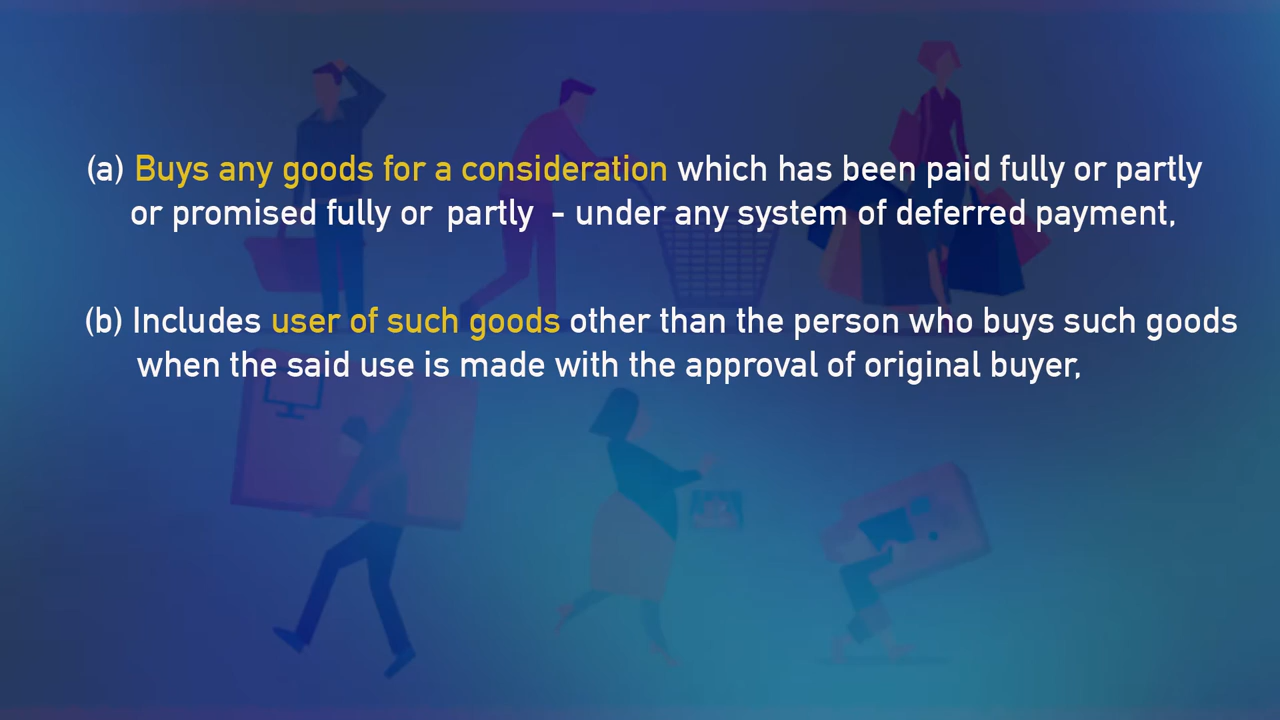 (a) Buys any goods for a consideration which has been paid fully or partly
or promised fully or partly - under any system of deferred payment,
(b) Includes user of such goods other than the person who buys such goods
when the said use is made with the approval of original buyer,